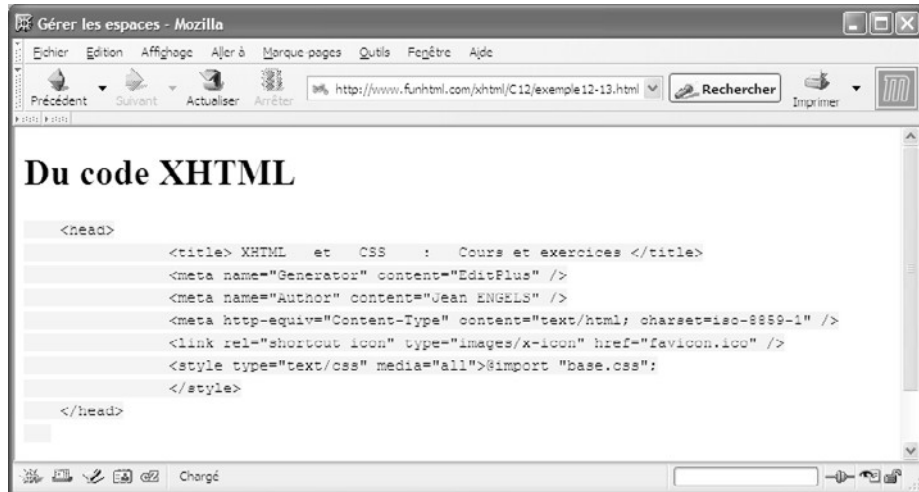 Gérer les espaces - Mozilla
Fichier Edition Affichage Aller à Marque-pages Outils Fenêtre Aide
Précédent Suivant Actualiser Arrêter http://www.funhtml.com/xhtml/C12/exemple12-13.html Rechercher Imprimer
Du code XHTML
<head>
<title> XHTML   et   CSS   :   Cours et exercices </title>
<meta name="Generator" content="EditPlus" />
<meta name="Author" content="Jean ENGELS" />
<meta http-equiv="Content-Type" content="text/html; charset=iso-8859-1" />
<link rel="shortcut icon" type="images/x-icon" href="favicon.ico" />
<style type="text/css" media="all">@import "base.css";
</style>
</head>
Chargé